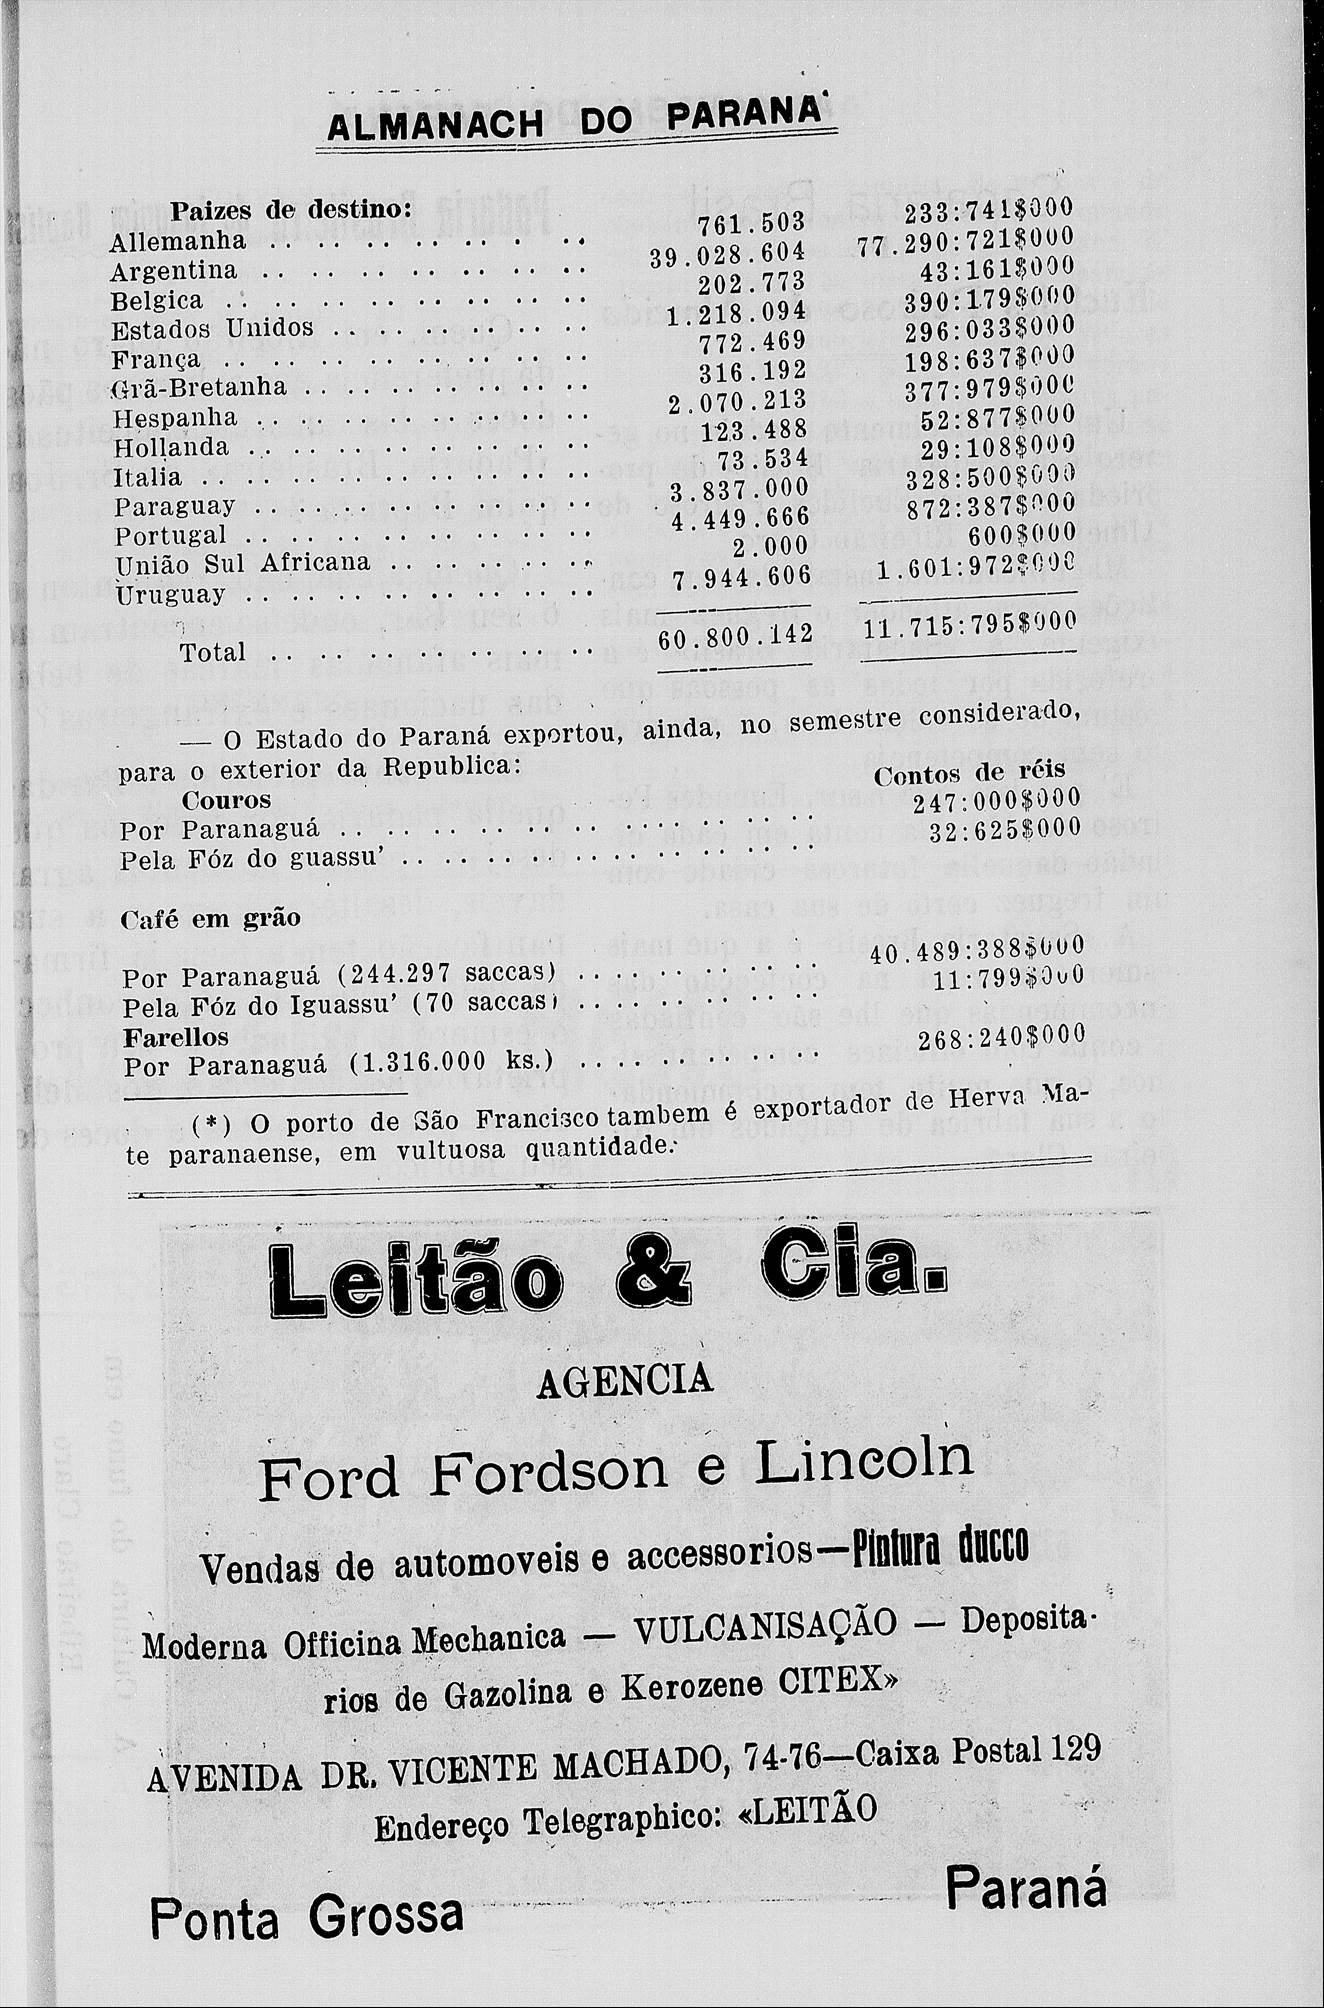 ALMANACH DO PARANA'
Paizes de destino:
Allemanha . . . . . . . . . . . . 761.503 233:741$000
Argentina . . . . . . . . . . . . 39.028.604 77.290:721$000
Belgica . . . . . . . . . . . . . 202.773 43:161$000
Estados Unidos . . . . . . . . . . 1.218.094 390:179$000
França . . . . . . . . . . . . . 772.469 296:033$000
Grã-Bretanha . . . . . . . . . . . 316.192 198:637$000
Hespanha . . . . . . . . . . . . 2.070.213 377:979$000
Hollanda . . . . . . . . . . . . 123.488 52:877$000
Italia . . . . . . . . . . . . . . 73.534 29:108$000
Paraguay . . . . . . . . . . . . 3.837.000 328:500$000
Portugal . . . . . . . . . . . . 4.449.666 872:387$000
União Sul Africana . . . . . . . . 2.000 600$000
Uruguay . . . . . . . . . . . . 7.944.606 1.601:972$000
Total . . . . . . . . . . . . 60.800.142 11.715:795$000
— O Estado do Paraná exportou, ainda, no semestre considerado,
para o exterior da Republica:
Contos de réis
Couros
Por Paranaguá . . . . . . . . . . . . . . . . . . 247:000$000
Pela Fóz do guassu' . . . . . . . . . . . . . . . . 32:625$000
Café em grão
Por Paranaguá (244.297 saccas) . . . . . . . . . . 40.489:388$000
Pela Fóz do Iguassu' (70 saccas) . . . . . . . . . . 11:799$000
Farellos
Por Paranaguá (1.316.000 ks.) . . . . . . . . . . 268:240$000
(*) O porto de São Francisco tambem é exportador de Herva Ma-
te paranaense, em vultuosa quantidade.
Leitão & Cia.
AGENCIA
Ford Fordson e Lincoln
Vendas de automoveis e accessorios—Pintura ducco
Moderna Officina Mechanica — VULCANISAÇÃO — Deposita-
rios de Gazolina e Kerozene CITEX»
AVENIDA DR. VICENTE MACHADO, 74-76—Caixa Postal 129
Endereço Telegraphico: «LEITÃO
Ponta Grossa Paraná